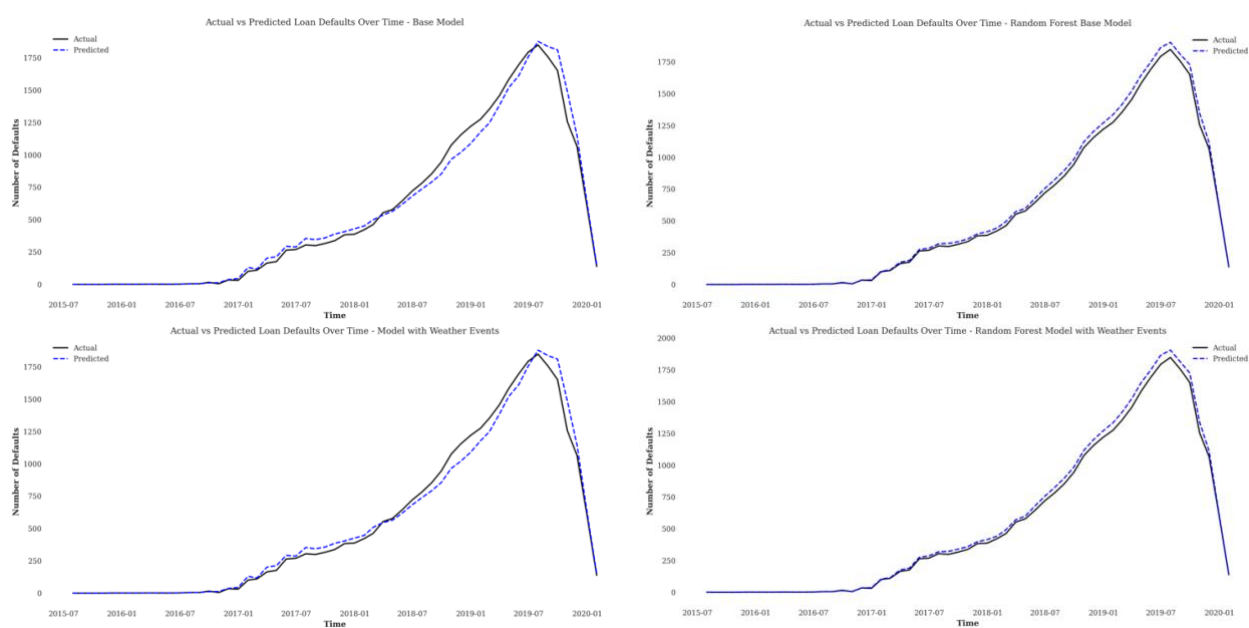 Actual vs Predicted Loan Defaults Over Time - Base Model
Actual
Predicted
1750
1500
1250
1000
750
500
250
0
Number of Defaults
2015-07 2016-01 2016-07 2017-01 2017-07 2018-01 2018-07 2019-01 2019-07 2020-01
Time
Actual vs Predicted Loan Defaults Over Time - Random Forest Base Model
Actual
Predicted
1750
1500
1250
1000
750
500
250
0
Number of Defaults
2015-07 2016-01 2016-07 2017-01 2017-07 2018-01 2018-07 2019-01 2019-07 2020-01
Time
Actual vs Predicted Loan Defaults Over Time - Model with Weather Events
Actual
Predicted
1750
1500
1250
1000
750
500
250
0
Number of Defaults
2015-07 2016-01 2016-07 2017-01 2017-07 2018-01 2018-07 2019-01 2019-07 2020-01
Time
Actual vs Predicted Loan Defaults Over Time - Random Forest Model with Weather Events
Actual
Predicted
2000
1750
1500
1250
1000
750
500
250
0
Number of Defaults
2015-07 2016-01 2016-07 2017-01 2017-07 2018-01 2018-07 2019-01 2019-07 2020-01
Time